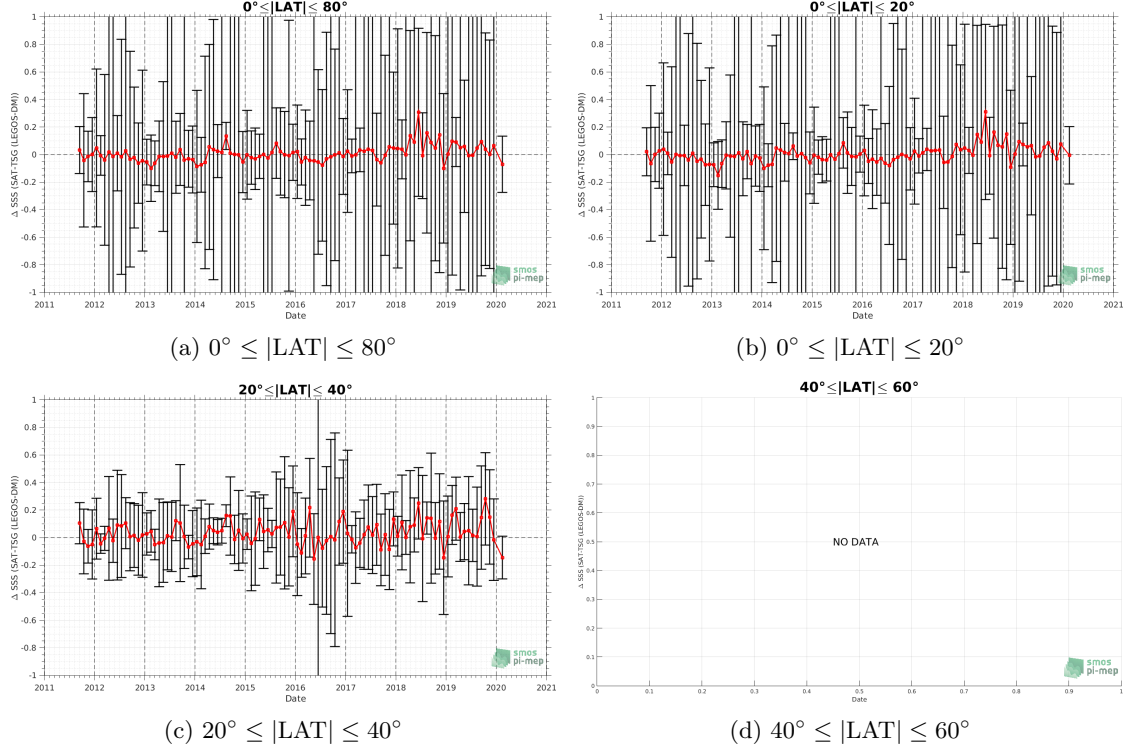 0°≤|LAT|≤ 80°
1
0.8
0.6
0.4
0.2
0
-0.2
-0.4
-0.6
-0.8
-1
Δ SSS (SAT-TSG (LEGOS-DM))
2011 2012 2013 2014 2015 2016 2017 2018 2019 2020 2021
Date
smos
pi-mep
(a) 0° ≤ |LAT| ≤ 80°
0°≤|LAT|≤ 20°
1
0.8
0.6
0.4
0.2
0
-0.2
-0.4
-0.6
-0.8
-1
Δ SSS (SAT-TSG (LEGOS-DM))
2011 2012 2013 2014 2015 2016 2017 2018 2019 2020 2021
Date
smos
pi-mep
(b) 0° ≤ |LAT| ≤ 20°
20°≤|LAT|≤ 40°
1
0.8
0.6
0.4
0.2
0
-0.2
-0.4
-0.6
-0.8
-1
Δ SSS (SAT-TSG (LEGOS-DM))
2011 2012 2013 2014 2015 2016 2017 2018 2019 2020 2021
Date
smos
pi-mep
(c) 20° ≤ |LAT| ≤ 40°
40°≤|LAT|≤ 60°
1
0.9
0.8
0.7
0.6
0.5
0.4
0.3
0.2
0.1
0
Δ SSS (SAT-TSG (LEGOS-DM))
NO DATA
0 0.1 0.2 0.3 0.4 0.5 0.6 0.7 0.8 0.9 1
Date
smos
pi-mep
(d) 40° ≤ |LAT| ≤ 60°